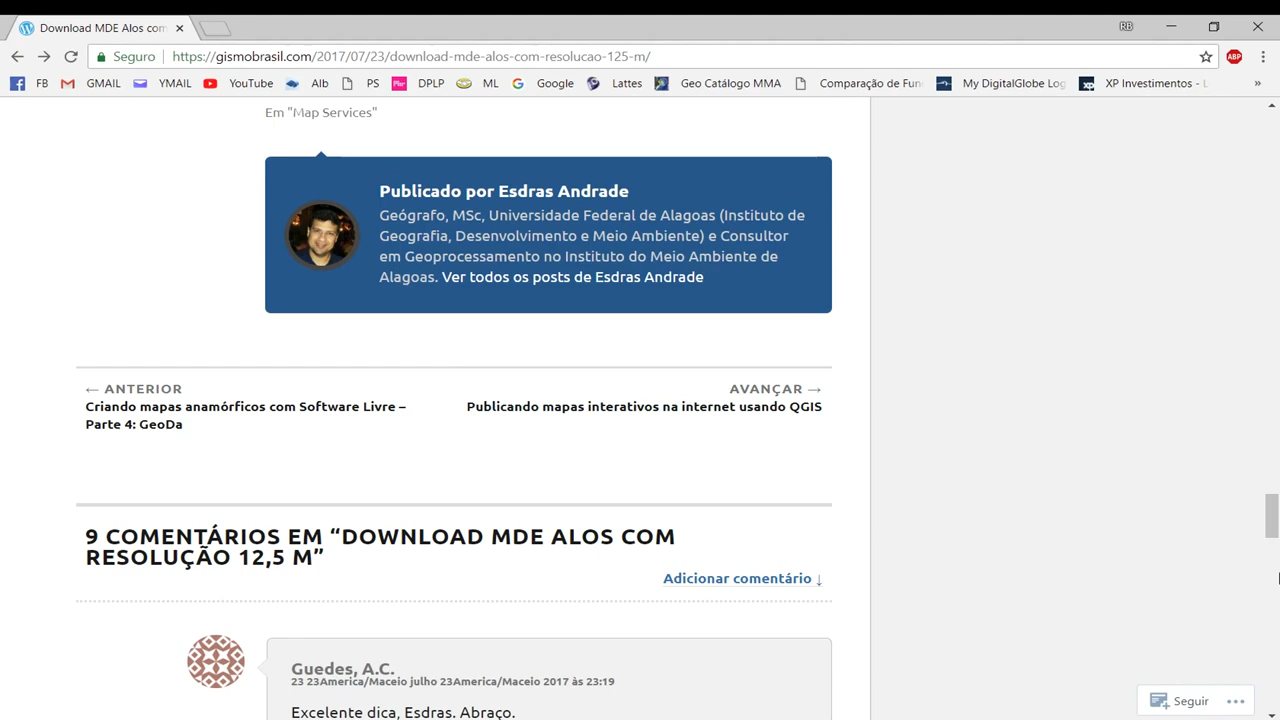 Download MDE Alos com
RB
Seguro
https://gismobrasil.com/2017/07/23/download-mde-alos-com-resolucao-125-m/
ABP
FB GMAIL YMAIL YouTube Alb PS DPLP ML Google Lattes Geo Catálogo MMA Comparação de Fun My DigitalGlobe Log XP Investimentos - »
Em "Map Services"
Publicado por Esdras Andrade
Geógrafo, MSc, Universidade Federal de Alagoas (Instituto de
Geografia, Desenvolvimento e Meio Ambiente) e Consultor
em Geoprocessamento no Instituto do Meio Ambiente de
Alagoas. Ver todos os posts de Esdras Andrade
← ANTERIOR
Criando mapas anamórficos com Software Livre –
Parte 4: GeoDa
AVANÇAR →
Publicando mapas interativos na internet usando QGIS
9 COMENTÁRIOS EM “DOWNLOAD MDE ALOS COM
RESOLUÇÃO 12,5 M”
Adicionar comentário ↓
Guedes, A.C.
23 23America/Maceio julho 23America/Maceio 2017 às 23:19
Excelente dica, Esdras. Abraço.
Seguir